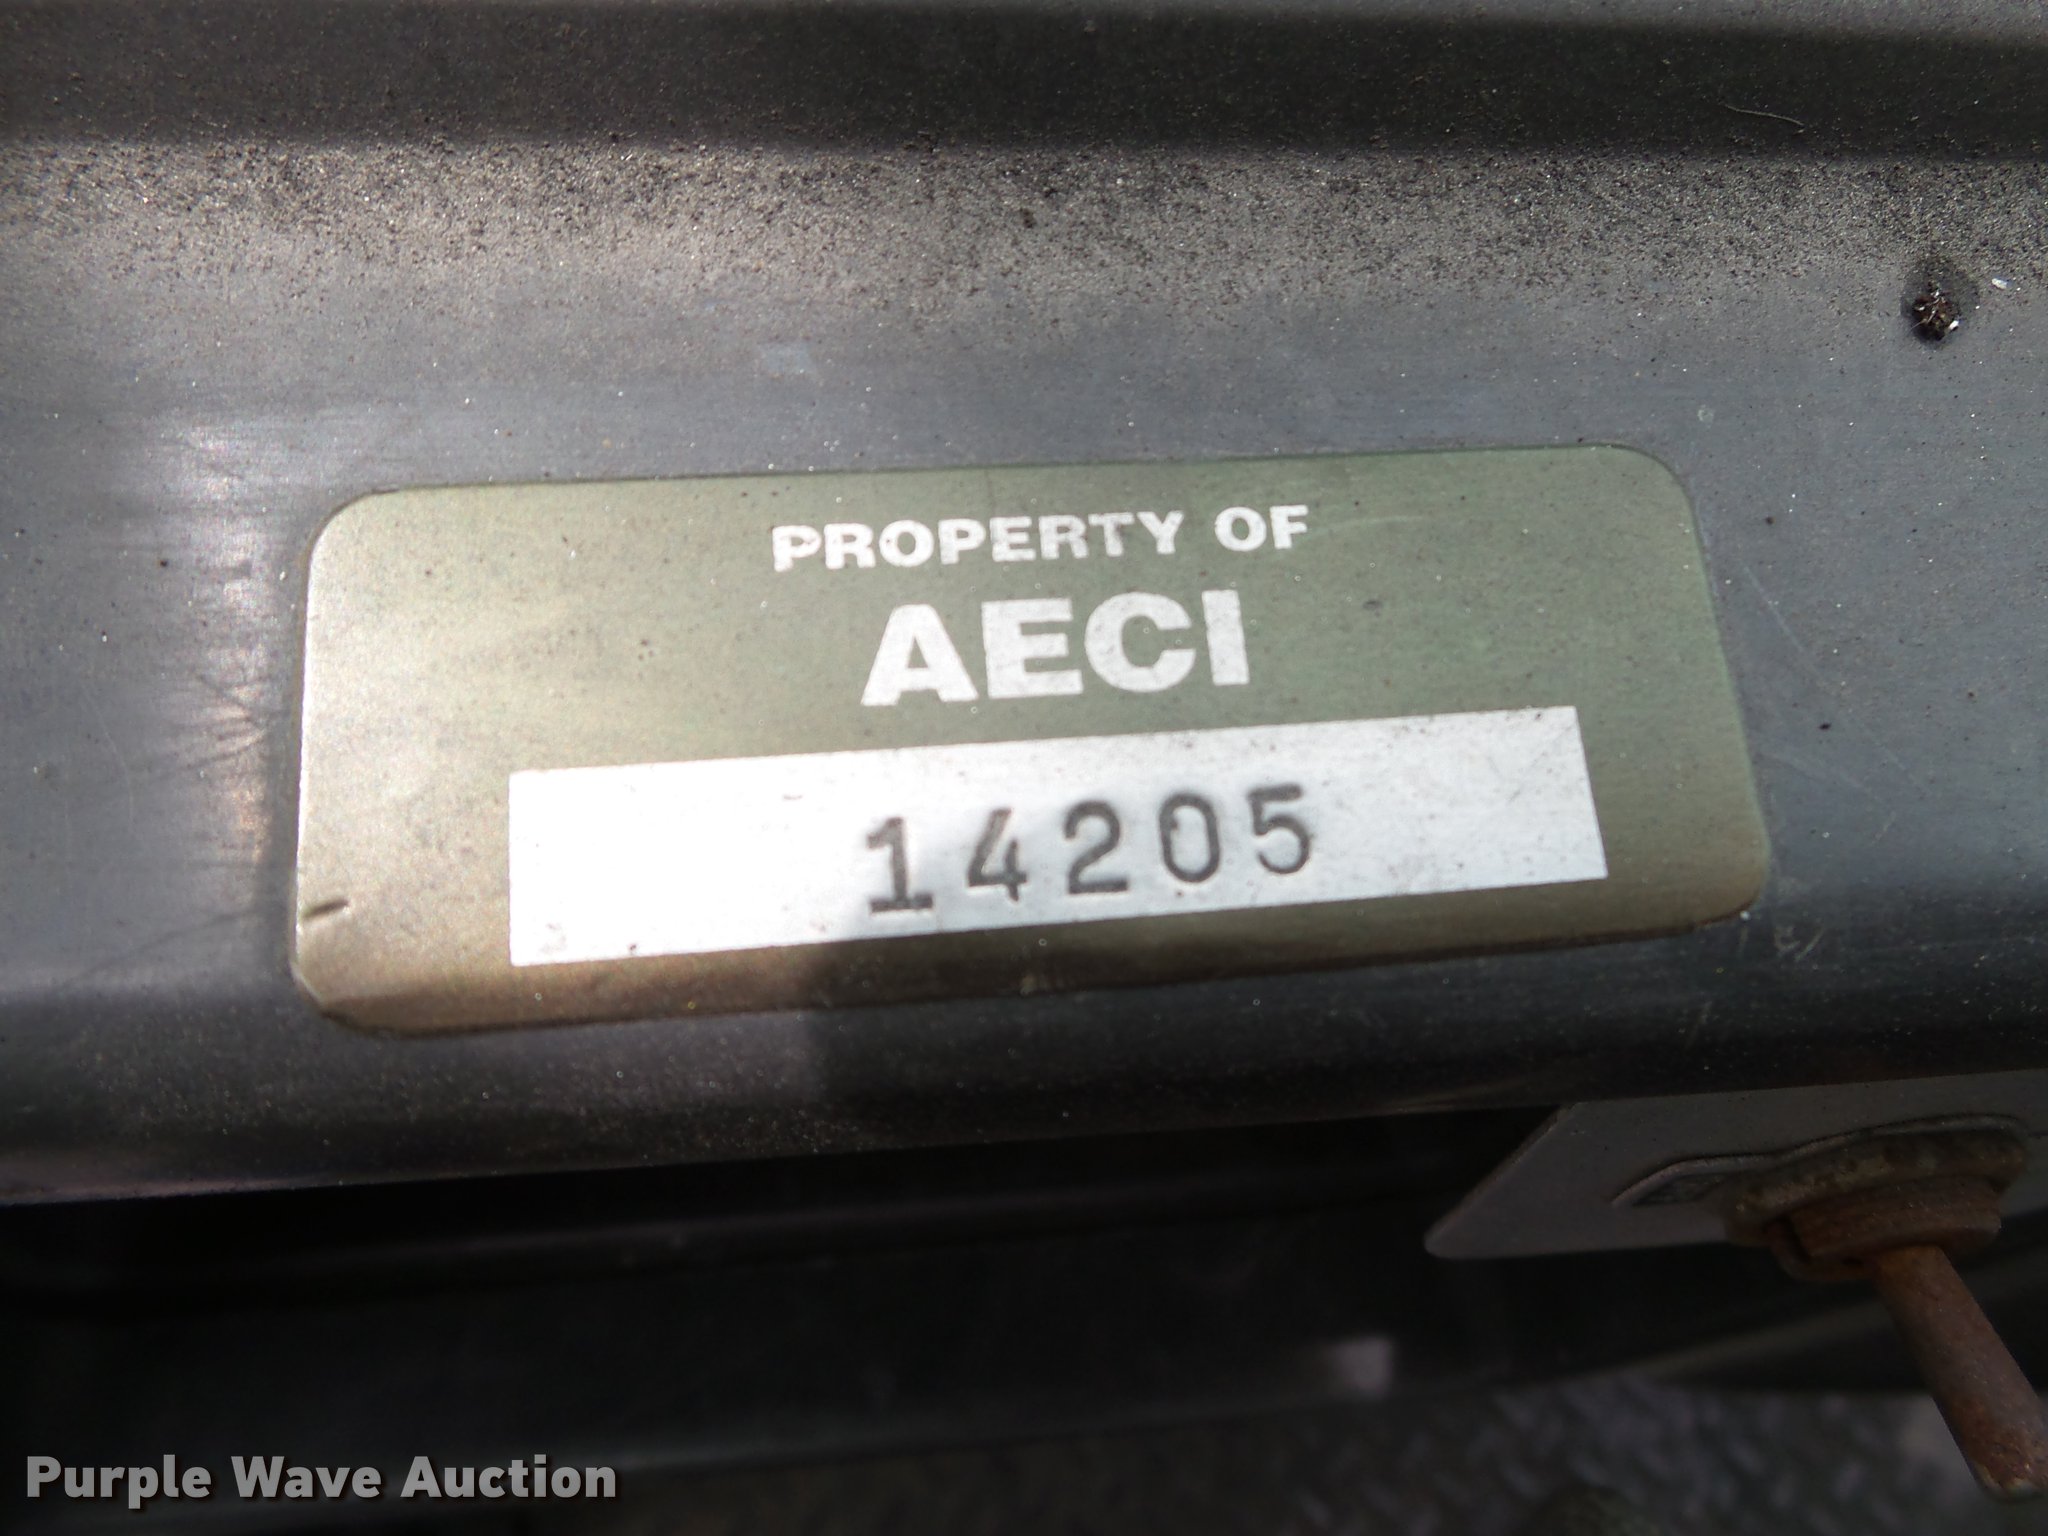 PROPERTY OF
AECI
14205
Purple Wave Auction